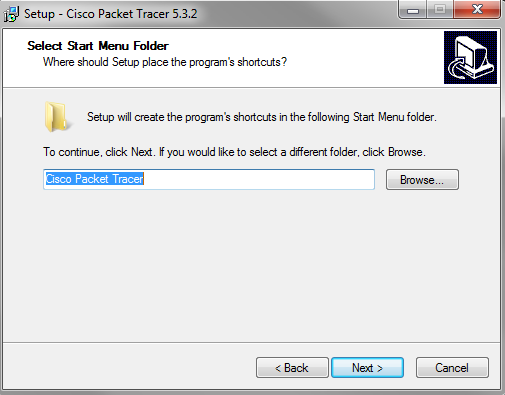 Setup - Cisco Packet Tracer 5.3.2
Select Start Menu Folder
Where should Setup place the program's shortcuts?
Setup will create the program's shortcuts in the following Start Menu folder.
To continue, click Next. If you would like to select a different folder, click Browse.
Cisco Packet Tracer
Browse...
< Back
Next >
Cancel